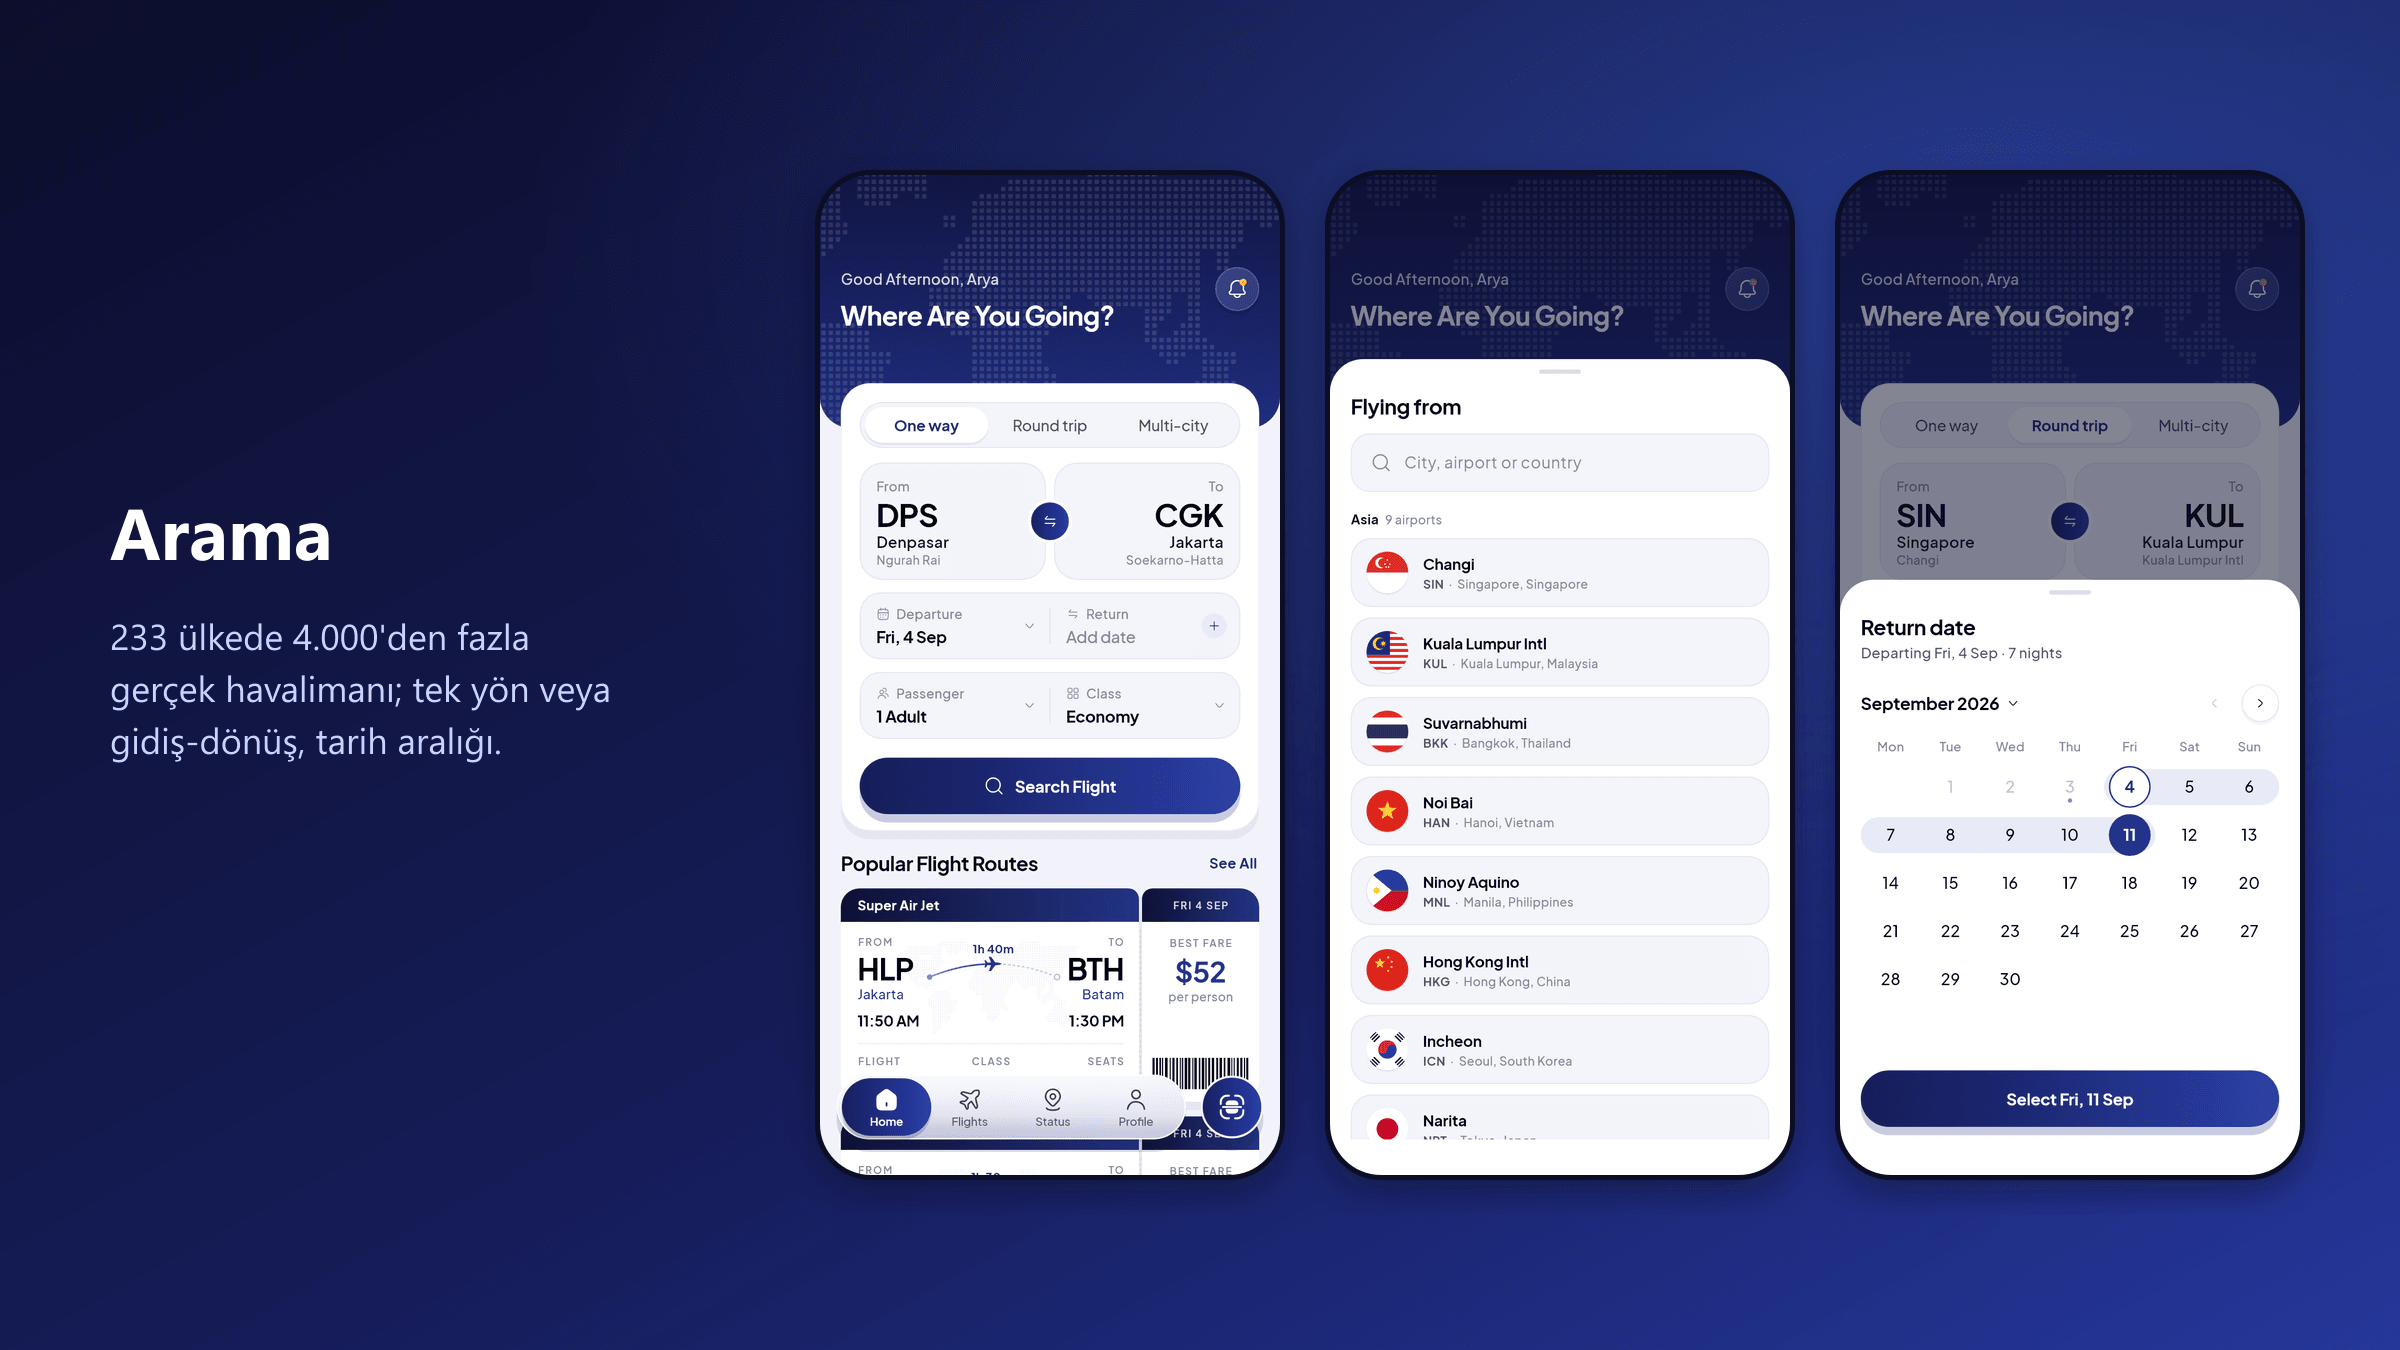 Arama
233 ülkede 4.000'den fazla
gerçek havalimanı; tek yön veya
gidiş-dönüş, tarih aralığı.
Good Afternoon, Arya
Where Are You Going?
One way Round trip Multi-city
From To
DPS CGK
Denpasar Jakarta
Ngurah Rai Soekarno-Hatta
Departure Return
Fri, 4 Sep Add date
Passenger Class
1 Adult Economy
Search Flight
Popular Flight Routes See All
Super Air Jet FRI 4 SEP
FROM TO BEST FARE
1h 40m
HLP BTH $52
Jakarta Batam per person
11:50 AM 1:30 PM
FLIGHT CLASS SEATS
Home Flights Status Profile
FRI 4 SE
FROM TO BEST FARE
Good Afternoon, Arya
Where Are You Going?
Flying from
City, airport or country
Asia 9 airports
Changi
SIN · Singapore, Singapore
Kuala Lumpur Intl
KUL · Kuala Lumpur, Malaysia
Suvarnabhumi
BKK · Bangkok, Thailand
Noi Bai
HAN · Hanoi, Vietnam
Ninoy Aquino
MNL · Manila, Philippines
Hong Kong Intl
HKG · Hong Kong, China
Incheon
ICN · Seoul, South Korea
Narita
Good Afternoon, Arya
Where Are You Going?
One way Round trip Multi-city
From To
SIN KUL
Singapore Kuala Lumpur
Changi Kuala Lumpur Intl
Return date
Departing Fri, 4 Sep · 7 nights
September 2026
Mon Tue Wed Thu Fri Sat Sun
1 2 3 4 5 6
7 8 9 10 11 12 13
14 15 16 17 18 19 20
21 22 23 24 25 26 27
28 29 30
Select Fri, 11 Sep